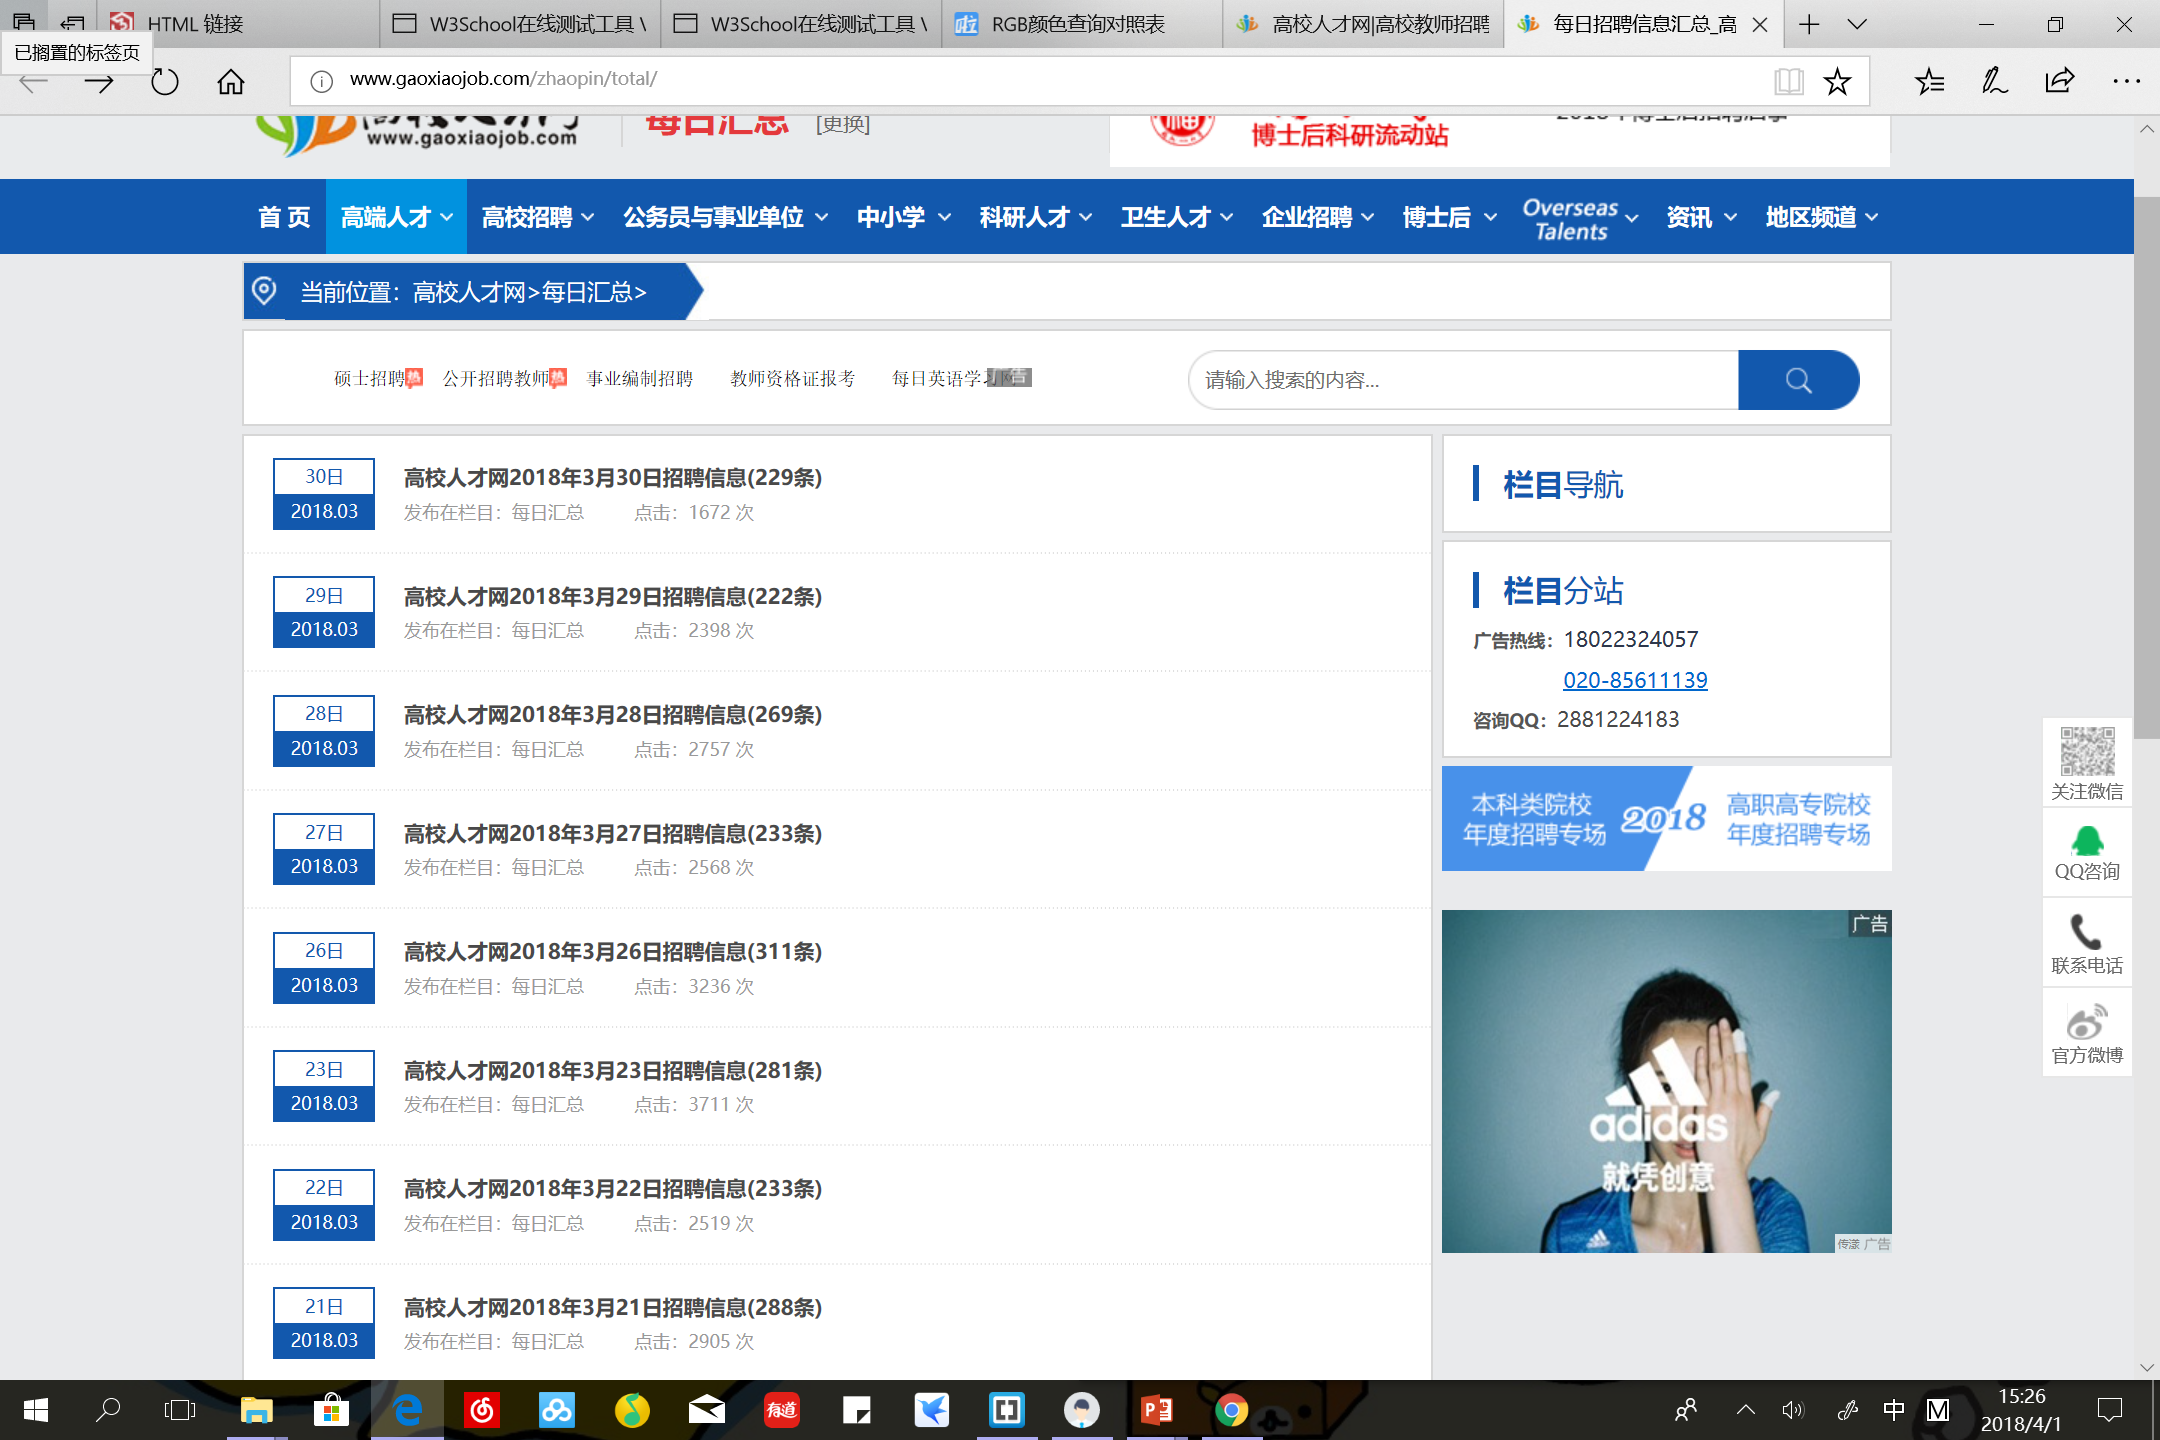 HTML 链接
W3School在线测试工具 \
W3School在线测试工具 \
RGB颜色查询对照表
高校人才网|高校教师招聘
每日招聘信息汇总_高
已搁置的标签页
www.gaoxiaojob.com/zhaopin/total/
www.gaoxiaojob.com
每日汇总
[更换]
博士后科研流动站
首 页
高端人才
高校招聘
公务员与事业单位
中小学
科研人才
卫生人才
企业招聘
博士后
Overseas
Talents
资讯
地区频道
当前位置：高校人才网>每日汇总>
硕士招聘热
公开招聘教师热
事业编制招聘
教师资格证报考
每日英语学习
广告
请输入搜索的内容...
30日
2018.03
高校人才网2018年3月30日招聘信息(229条)
发布在栏目：每日汇总 点击：1672 次
29日
2018.03
高校人才网2018年3月29日招聘信息(222条)
发布在栏目：每日汇总 点击：2398 次
28日
2018.03
高校人才网2018年3月28日招聘信息(269条)
发布在栏目：每日汇总 点击：2757 次
27日
2018.03
高校人才网2018年3月27日招聘信息(233条)
发布在栏目：每日汇总 点击：2568 次
26日
2018.03
高校人才网2018年3月26日招聘信息(311条)
发布在栏目：每日汇总 点击：3236 次
23日
2018.03
高校人才网2018年3月23日招聘信息(281条)
发布在栏目：每日汇总 点击：3711 次
22日
2018.03
高校人才网2018年3月22日招聘信息(233条)
发布在栏目：每日汇总 点击：2519 次
21日
2018.03
高校人才网2018年3月21日招聘信息(288条)
发布在栏目：每日汇总 点击：2905 次
栏目导航
栏目分站
广告热线：18022324057
020-85611139
咨询QQ：2881224183
本科类院校
年度招聘专场
2018
高职高专院校
年度招聘专场
广告
adidas
就凭创意
传漾 广告
关注微信
QQ咨询
联系电话
官方微博
有道
中
M
15:26
2018/4/1